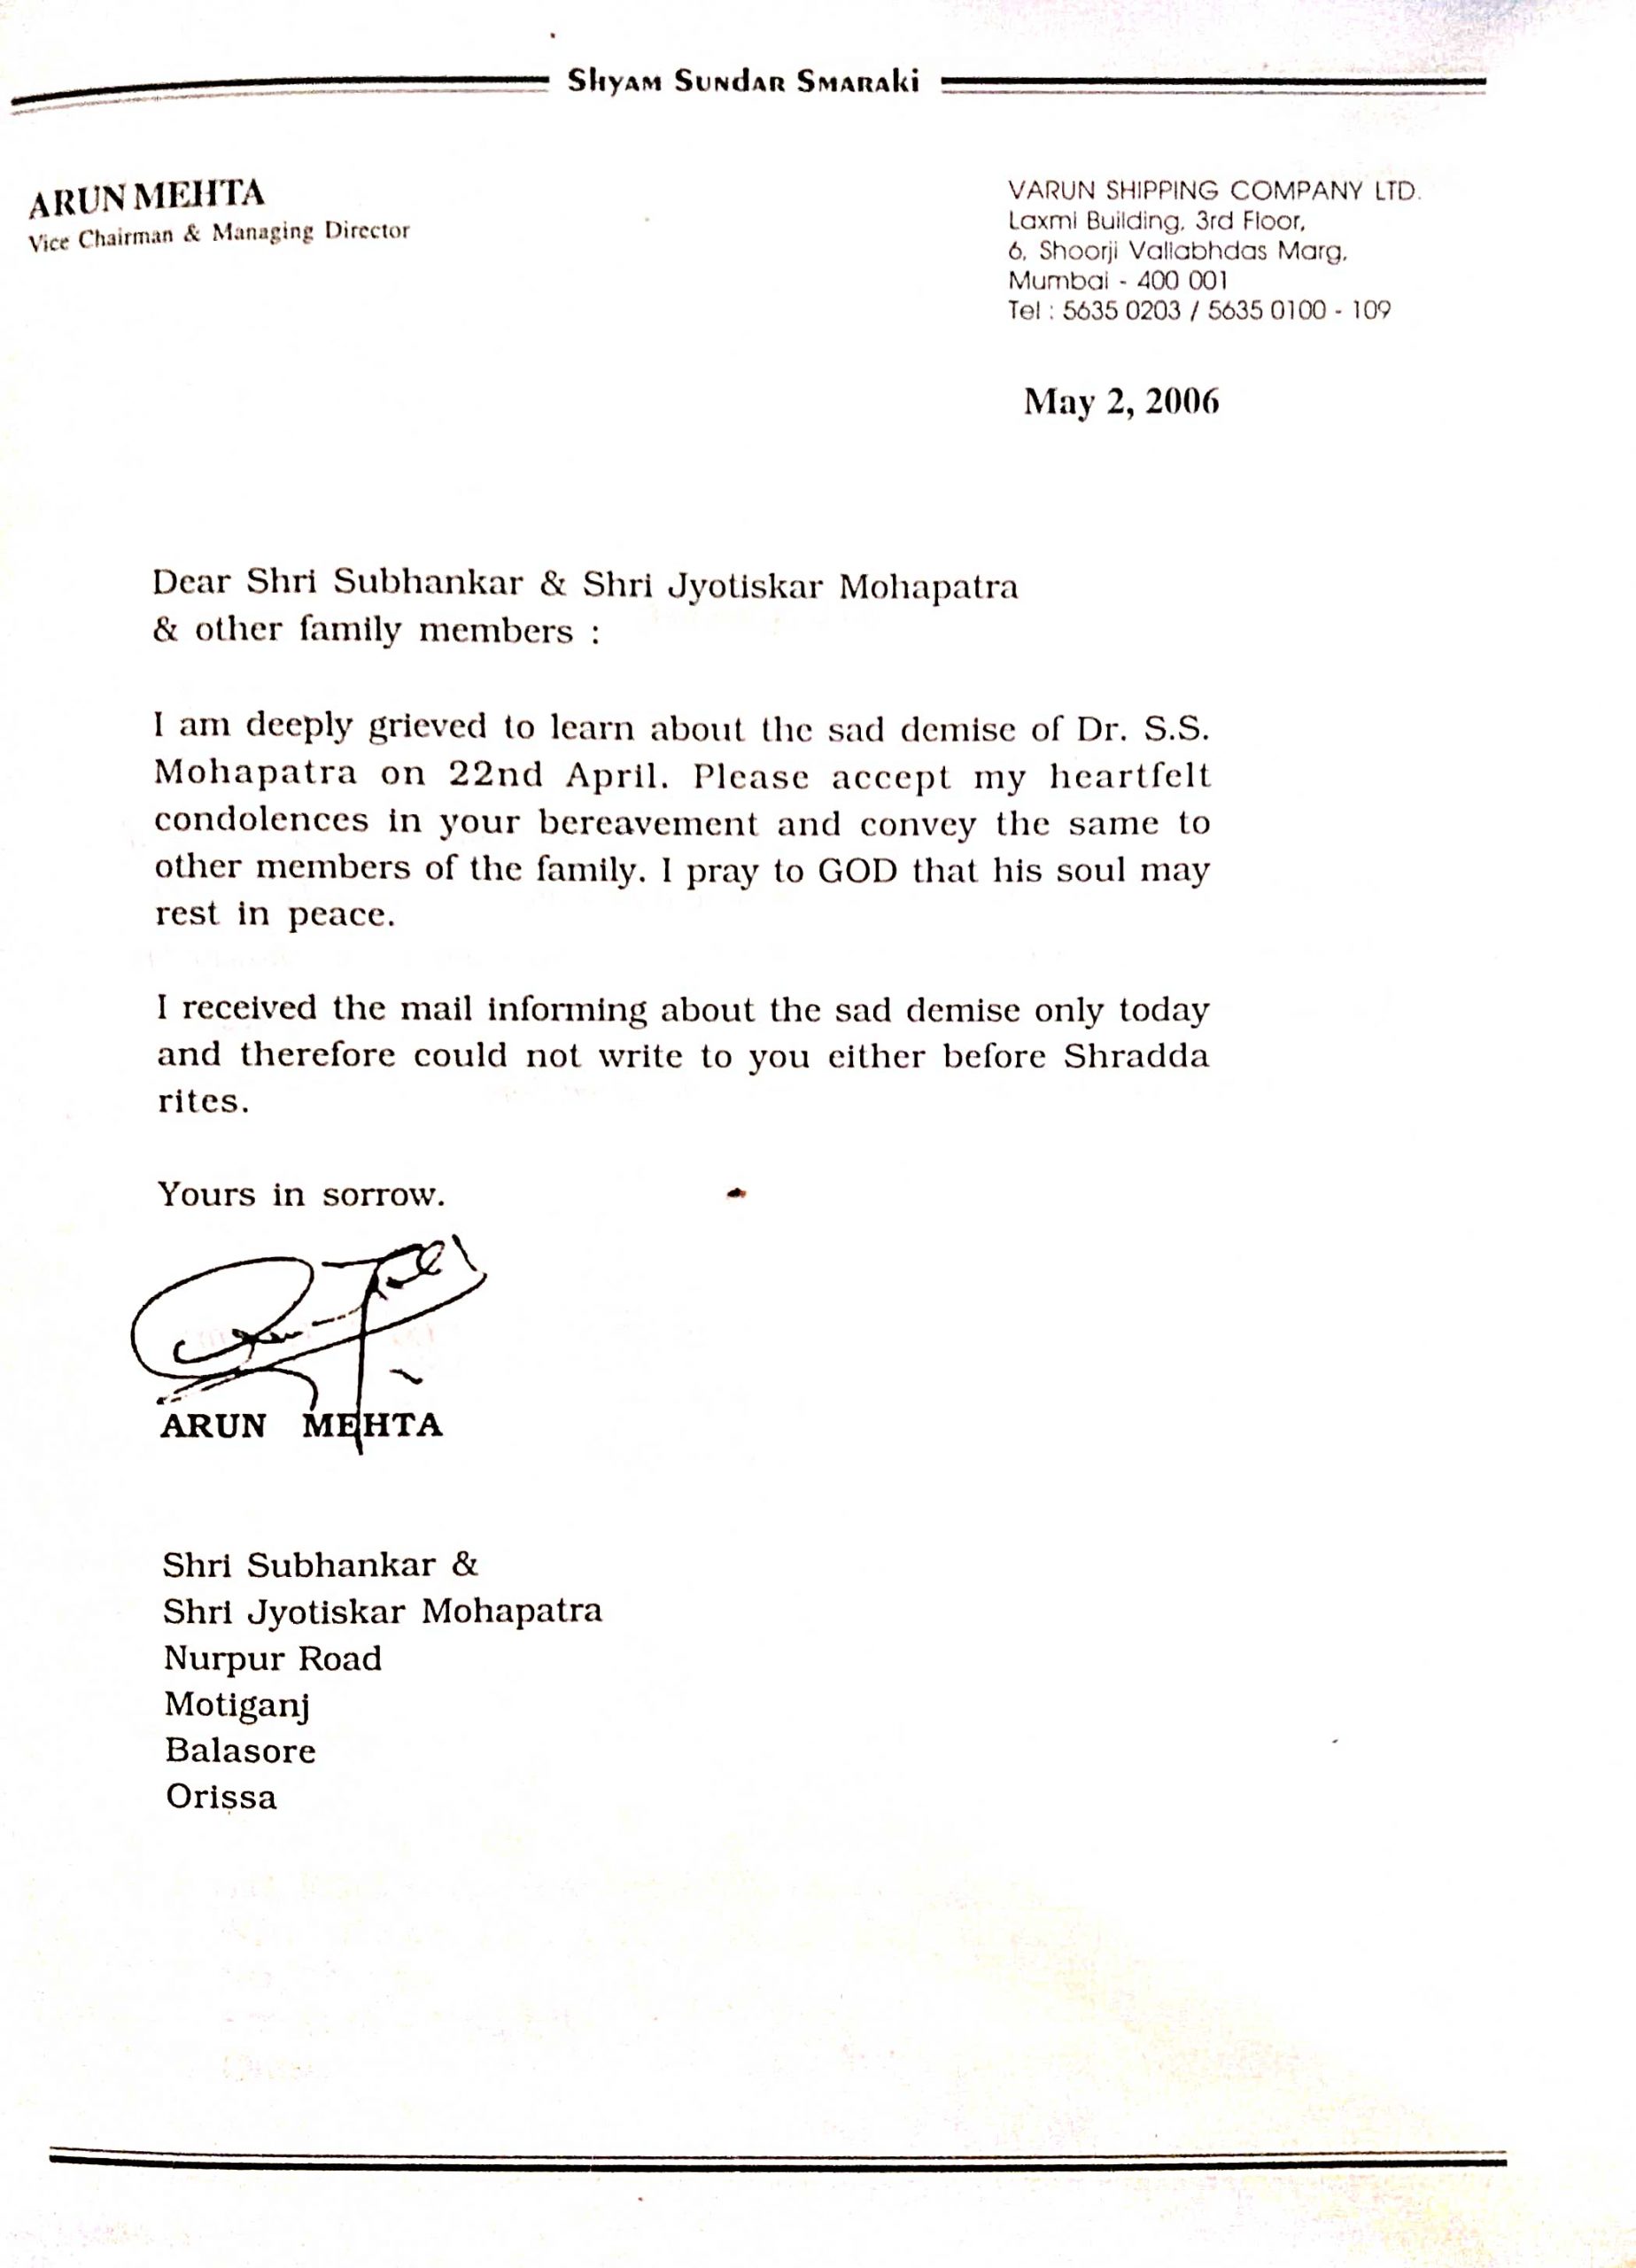 Shyam Sundar Smaraki
ARUN MEHTA
Vice Chairman & Managing Director
VARUN SHIPPING COMPANY LTD.
Laxmi Building, 3rd Floor,
6, Shoorji Vallabhdas Marg,
Mumbai - 400 001
Tel : 5635 0203 / 5635 0100 - 109
May 2, 2006
Dear Shri Subhankar & Shri Jyotiskar Mohapatra
& other family members :
I am deeply grieved to learn about the sad demise of Dr. S.S.
Mohapatra on 22nd April. Please accept my heartfelt
condolences in your bereavement and convey the same to
other members of the family. I pray to GOD that his soul may
rest in peace.
I received the mail informing about the sad demise only today
and therefore could not write to you either before Shradda
rites.
Yours in sorrow.
ARUN MEHTA
Shri Subhankar &
Shri Jyotiskar Mohapatra
Nurpur Road
Motiganj
Balasore
Orissa